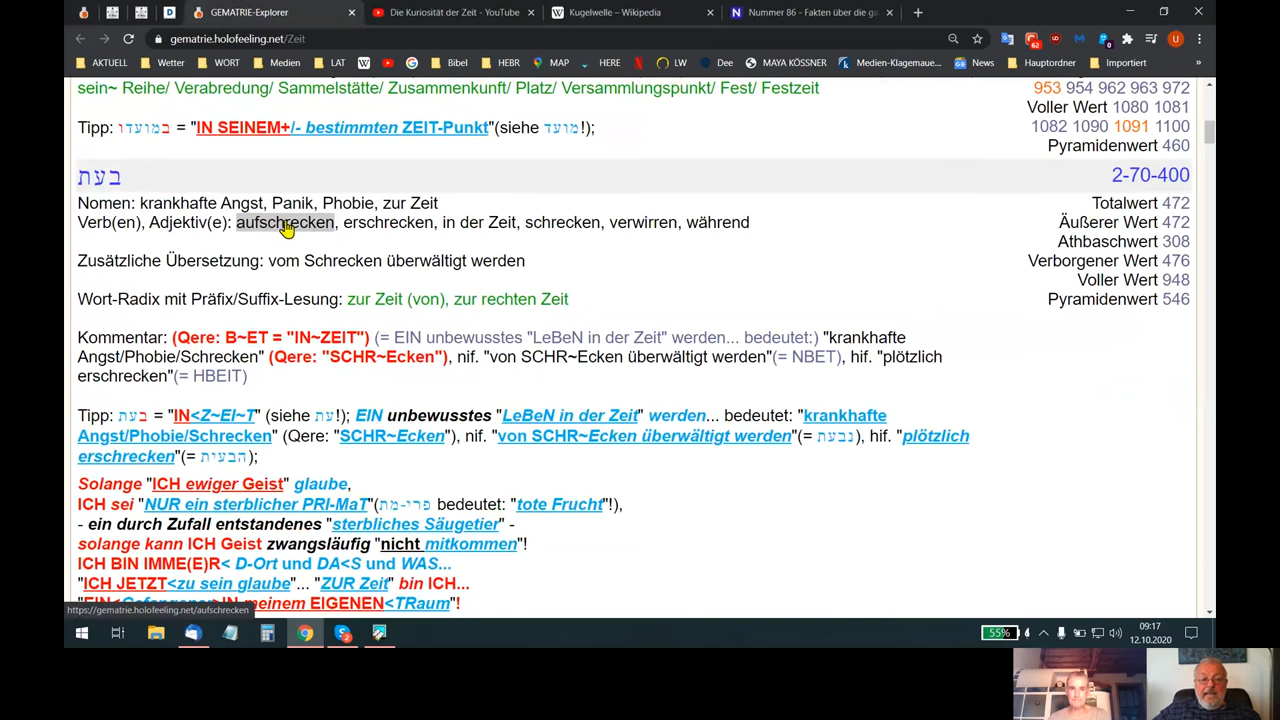 GEMATRIE-Explorer
Die Kuriosität der Zeit - YouTube
Kugelwelle – Wikipedia
Nummer 86 - Fakten über die ga
gematrie.holofeeling.net/Zeit
AKTUELL Wetter WORT Medien LAT Bibel HEBR MAP HERE LW Dee MAYA KÖSSNER Medien-Klagemaue... News Hauptordner Importiert
sein~ Reihe/ Verabredung/ Sammelstätte/ Zusammenkunft/ Platz/ Versammlungspunkt/ Fest/ Festzeit
953 954 962 963 972
Voller Wert 1080 1081
1082 1090 1091 1100
Pyramidenwert 460
Tipp: במועדו = "IN SEINEM+/- bestimmten ZEIT-Punkt"(siehe מועד!);
בעת
2-70-400
Nomen: krankhafte Angst, Panik, Phobie, zur Zeit
Verb(en), Adjektiv(e): aufschrecken, erschrecken, in der Zeit, schrecken, verwirren, während
Totalwert 472
Äußerer Wert 472
Athbaschwert 308
Verborgener Wert 476
Voller Wert 948
Pyramidenwert 546
Zusätzliche Übersetzung: vom Schrecken überwältigt werden
Wort-Radix mit Präfix/Suffix-Lesung: zur Zeit (von), zur rechten Zeit
Kommentar: (Qere: B~ET = "IN~ZEIT") (= EIN unbewusstes "LeBeN in der Zeit" werden... bedeutet:) "krankhafte
Angst/Phobie/Schrecken" (Qere: "SCHR~Ecken"), nif. "von SCHR~Ecken überwältigt werden"(= NBET), hif. "plötzlich
erschrecken"(= HBEIT)
Tipp: בעת = "IN<Z~EI~T" (siehe עת!); EIN unbewusstes "LeBeN in der Zeit" werden... bedeutet: "krankhafte
Angst/Phobie/Schrecken" (Qere: "SCHR~Ecken"), nif. "von SCHR~Ecken überwältigt werden"(= נבעת), hif. "plötzlich
erschrecken"(= הבעית);
Solange "ICH ewiger Geist" glaube,
ICH sei "NUR ein sterblicher PRI-MaT"(פרי-מת bedeutet: "tote Frucht"!),
- ein durch Zufall entstandenes "sterbliches Säugetier" -
solange kann ICH Geist zwangsläufig "nicht mitkommen"!
ICH BIN IMME(E)R< D-Ort und DA<S und WAS...
"ICH JETZT<zu sein glaube"... "ZUR Zeit" bin ICH...
"EIN<Gefangener>IN meinem EIGENEN<TRaum"!
https://gematrie.holofeeling.net/aufschrecken
62
0
U
55%
09:17
12.10.2020